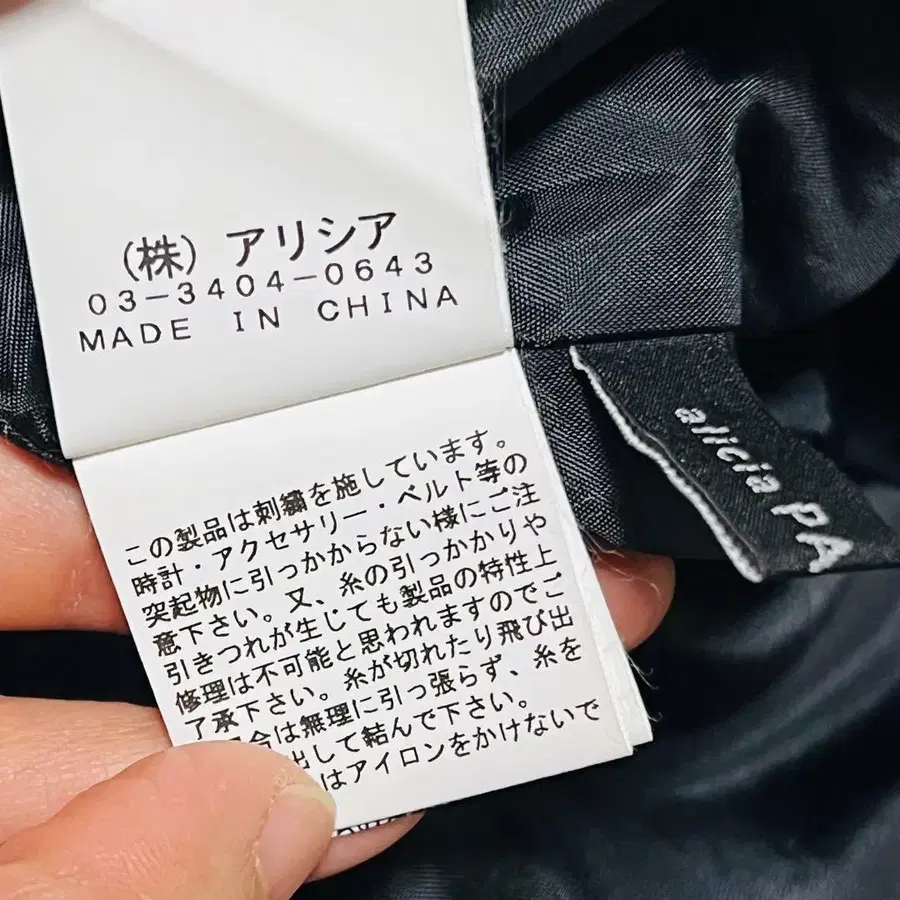 (株) アリシア
03-3404-0643
MADE IN CHINA
この製品は刺繍を施しています。
時計・アクセサリー・ベルト等の
突起物に引っかからない様にご注
意下さい。又、糸の引っかかりや
引きつれが生じても製品の特性上
修理は不可能と思われますのでご
了承下さい。糸が切れたり飛び出
合は無理に引っ張らず、糸を
出して結んで下さい。
はアイロンをかけないで
alicia PA